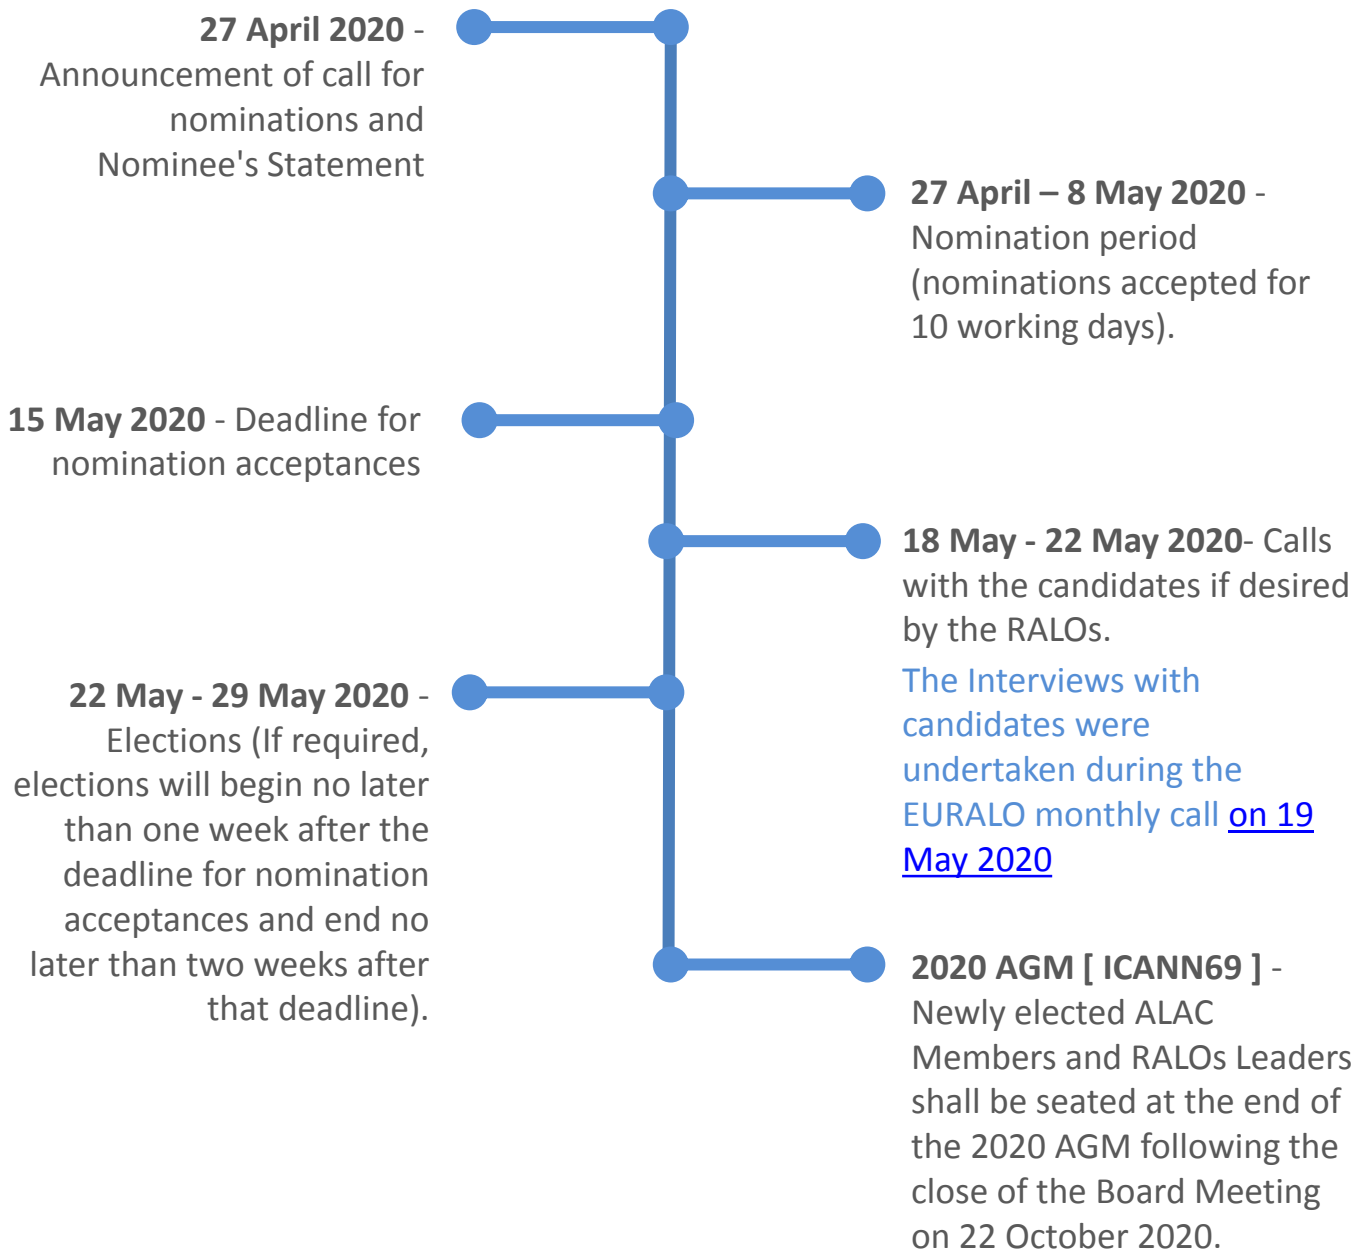 27 April 2020 -
Announcement of call for
nominations and
Nominee's Statement
27 April – 8 May 2020 -
Nomination period
(nominations accepted for
10 working days).
15 May 2020 - Deadline for
nomination acceptances
18 May - 22 May 2020- Calls
with the candidates if desired
by the RALOs.
The Interviews with
candidates were
undertaken during the
EURALO monthly call on 19
May 2020
22 May - 29 May 2020 -
Elections (If required,
elections will begin no later
than one week after the
deadline for nomination
acceptances and end no
later than two weeks after
that deadline).
2020 AGM [ ICANN69 ] -
Newly elected ALAC
Members and RALOs Leaders
shall be seated at the end of
the 2020 AGM following the
close of the Board Meeting
on 22 October 2020.